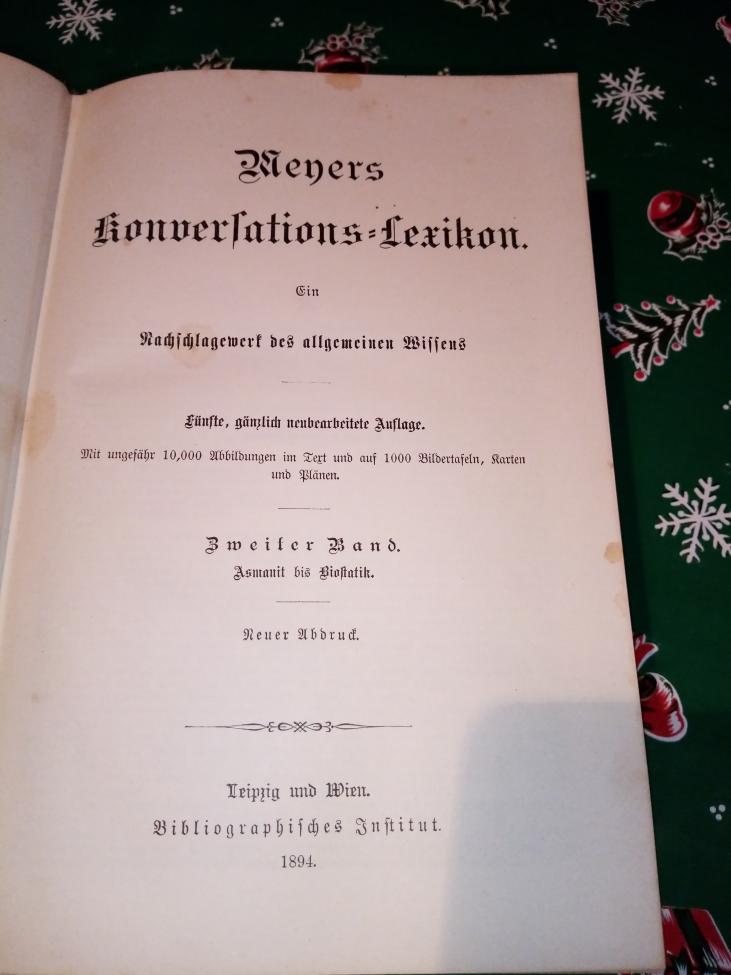 Meyers
Konverſations-Lexikon.
Ein
Nachſchlagewerk des allgemeinen Wiſſens
Fünfte, gänzlich neubearbeitete Auflage.
Mit ungefähr 10,000 Abbildungen im Text und auf 1000 Bildertafeln, Karten
und Plänen.
Zweiter Band.
Asmanit bis Bioſtatik.
Neuer Abdruck.
Leipzig und Wien.
Bibliographiſches Inſtitut.
1894.